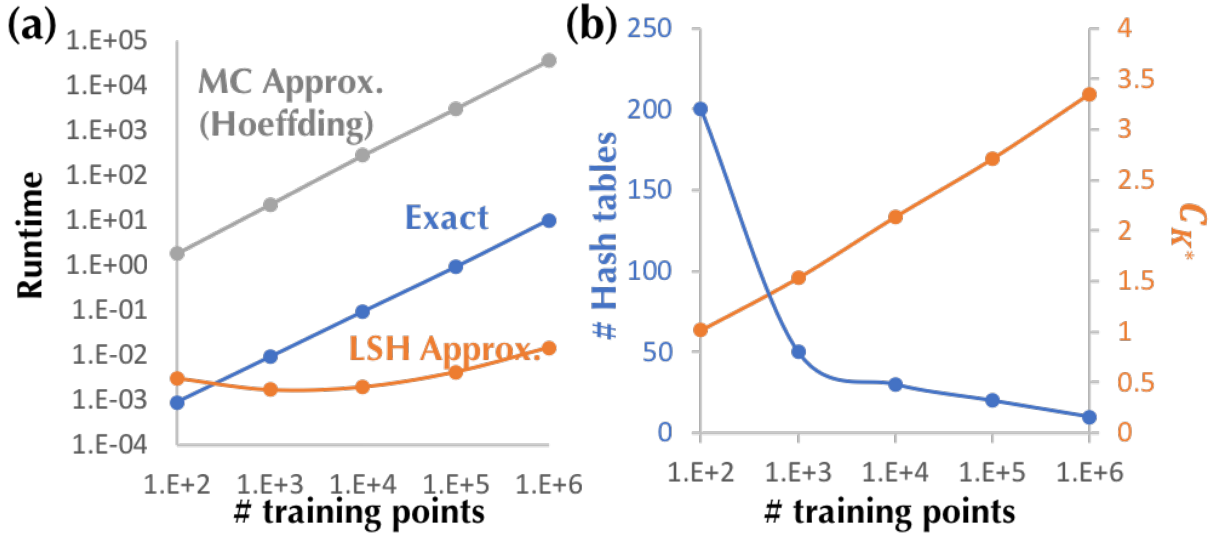 (a)
1.E+05
1.E+04
1.E+03
1.E+02
1.E+01
1.E+00
1.E-01
1.E-02
1.E-03
1.E-04
Runtime
MC Approx.
(Hoeffding)
Exact
LSH Approx.
1.E+2 1.E+3 1.E+4 1.E+5 1.E+6
# training points
(b)
250
200
150
100
50
0
# Hash tables
4
3.5
3
2.5
2
1.5
1
0.5
0
C_K*
1.E+2 1.E+3 1.E+4 1.E+5 1.E+6
# training points